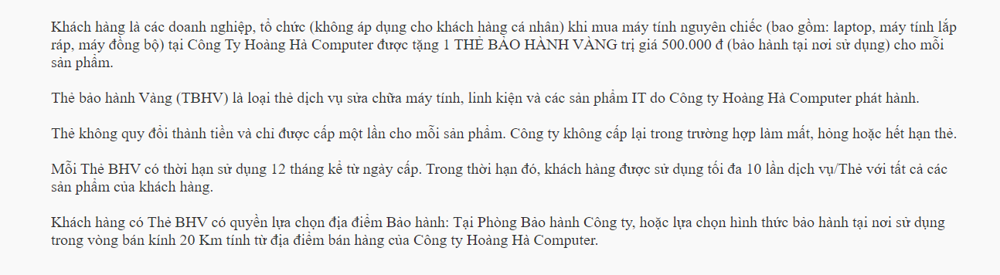 Khách hàng là các doanh nghiệp, tổ chức (không áp dụng cho khách hàng cá nhân) khi mua máy tính nguyên chiếc (bao gồm: laptop, máy tính lắp
ráp, máy đồng bộ) tại Công Ty Hoàng Hà Computer được tặng 1 THẺ BẢO HÀNH VÀNG trị giá 500.000 đ (bảo hành tại nơi sử dụng) cho mỗi
sản phẩm.
Thẻ bảo hành Vàng (TBHV) là loại thẻ dịch vụ sửa chữa máy tính, linh kiện và các sản phẩm IT do Công ty Hoàng Hà Computer phát hành.
Thẻ không quy đổi thành tiền và chỉ được cấp một lần cho mỗi sản phẩm. Công ty không cấp lại trong trường hợp làm mất, hỏng hoặc hết hạn thẻ.
Mỗi Thẻ BHV có thời hạn sử dụng 12 tháng kể từ ngày cấp. Trong thời hạn đó, khách hàng được sử dụng tối đa 10 lần dịch vụ/Thẻ với tất cả các
sản phẩm của khách hàng.
Khách hàng có Thẻ BHV có quyền lựa chọn địa điểm Bảo hành: Tại Phòng Bảo hành Công ty, hoặc lựa chọn hình thức bảo hành tại nơi sử dụng
trong vòng bán kính 20 Km tính từ địa điểm bán hàng của Công ty Hoàng Hà Computer.